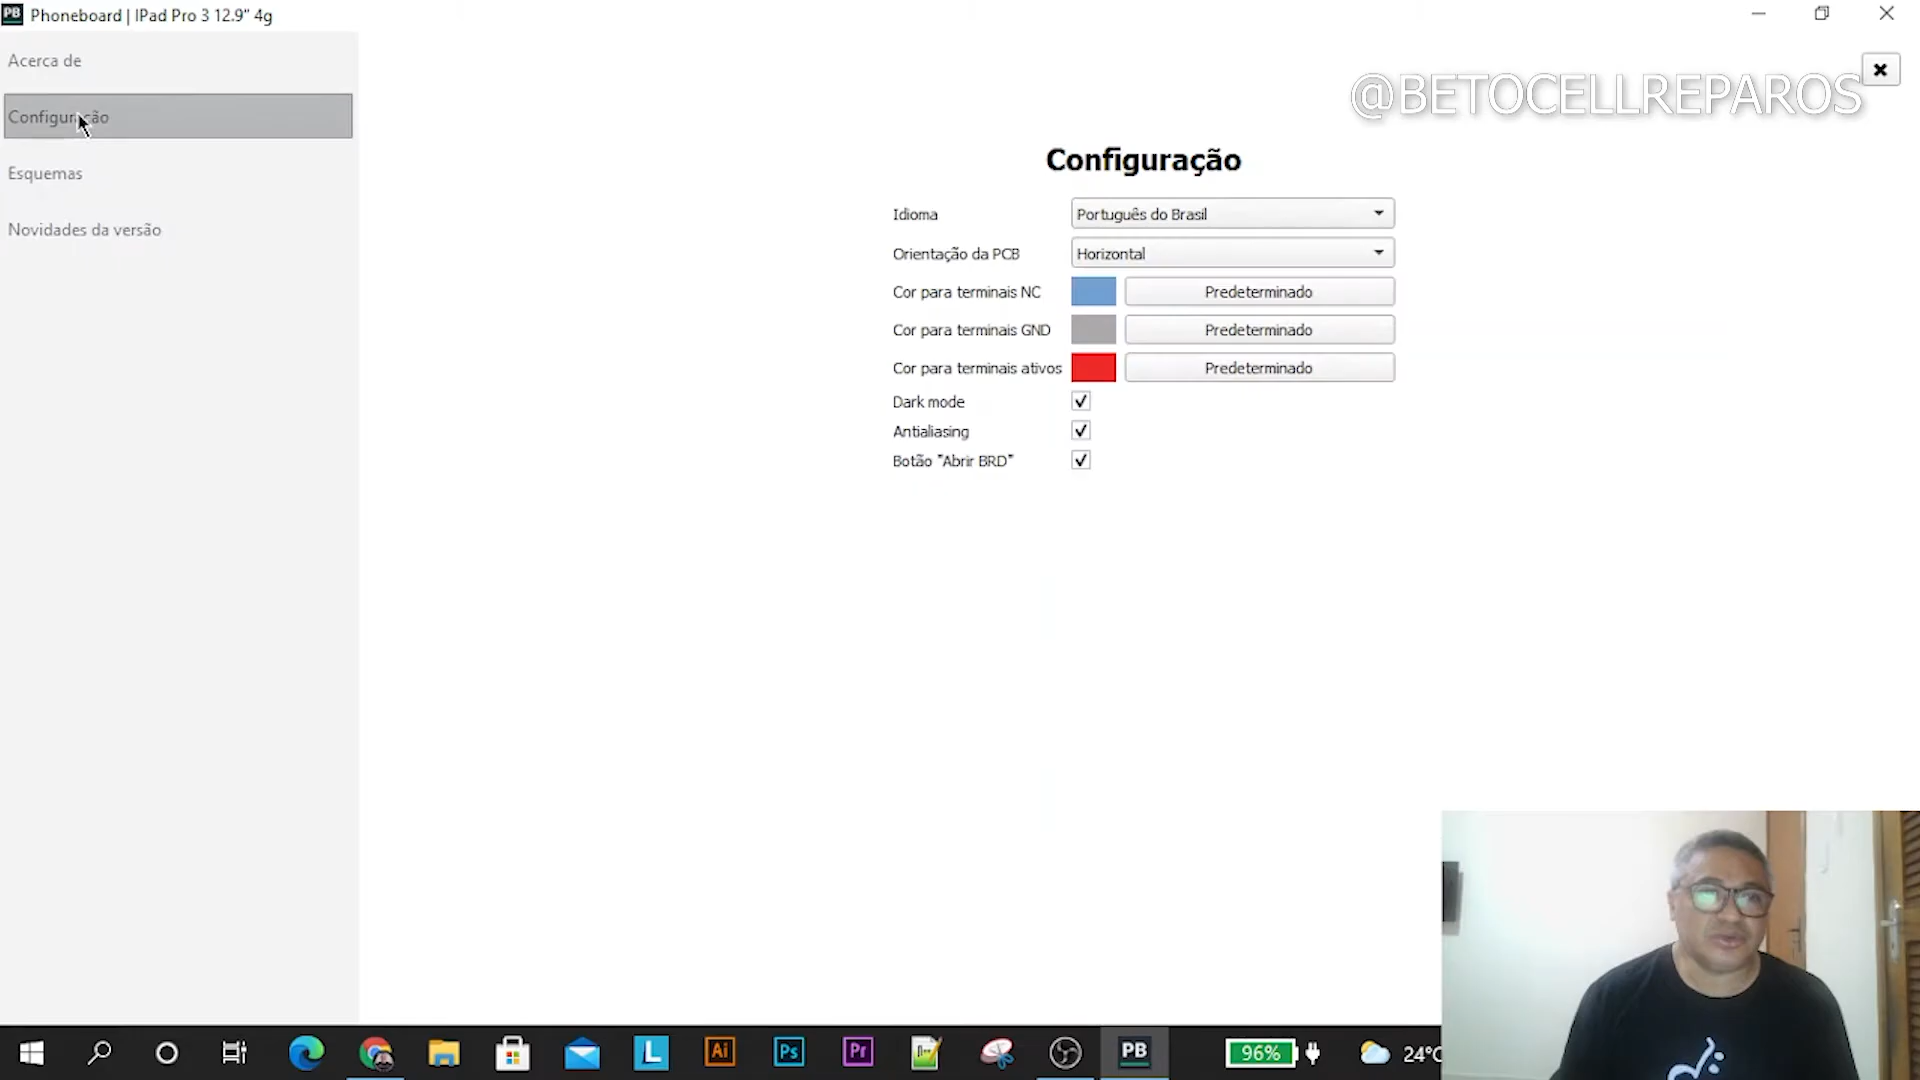 PB Phoneboard | IPad Pro 3 12.9" 4g
Acerca de
Configuração
Esquemas
Novidades da versão
@BETOCELLREPAROS
Configuração
Idioma Português do Brasil
Orientação da PCB Horizontal
Cor para terminais NC Predeterminado
Cor para terminais GND Predeterminado
Cor para terminais ativos Predeterminado
Dark mode
Antialiasing
Botão "Abrir BRD"
L Ai Ps Pr PB 96% 24°C